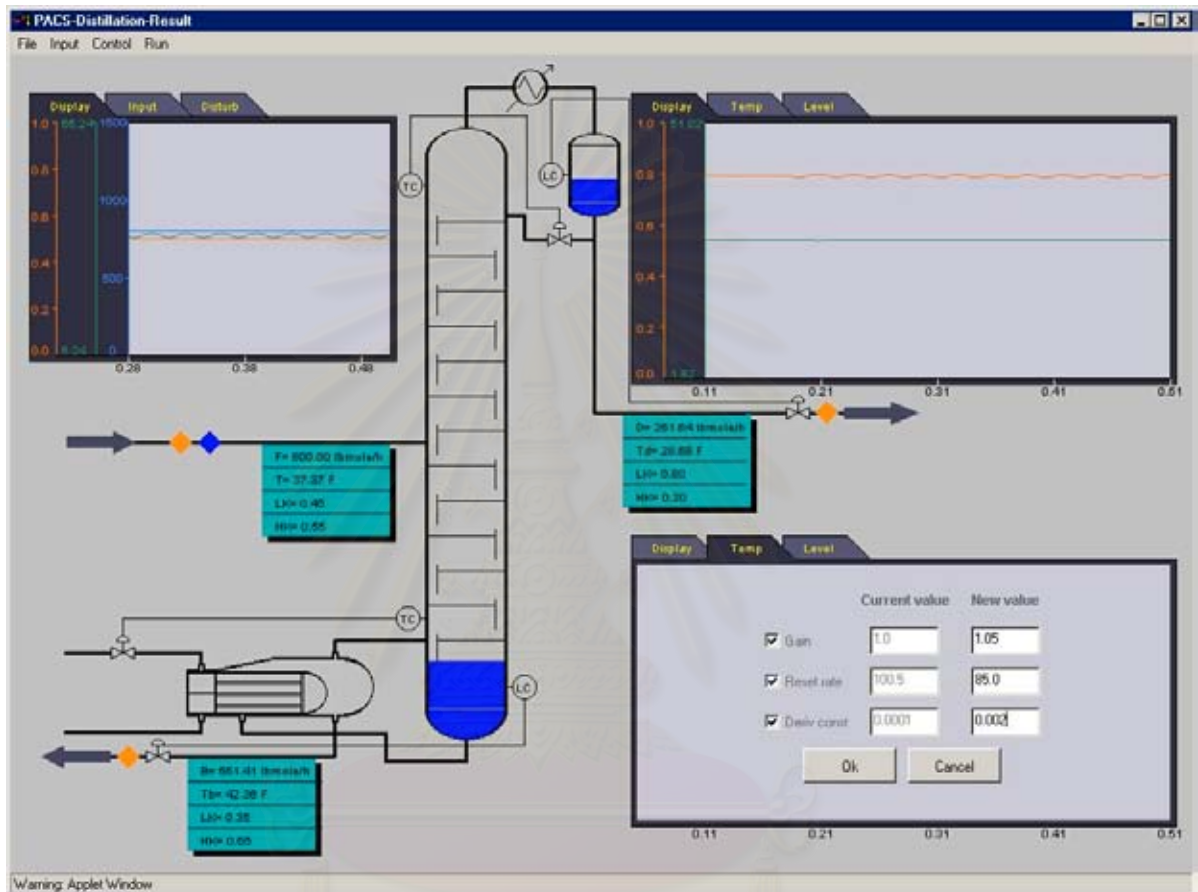 PACS-Distillation-Result
File Input Control Run
Display Input Disturb
1.0 1500
0.8
1000
0.6
0.4 500
0.2
0.0 0
0.28 0.38 0.48
TC
LC
Display Temp Level
1.0
0.8
0.6
0.4
0.2
0.0
0.11 0.21 0.31 0.41 0.51
F= 800.00 lbmole/h
T= 37.37 F
LK= 0.45
HK= 0.55
Td= 28.88 F
LK= 0.80
HK= 0.20
TC
LC
Tb= 42.38 F
LK= 0.35
HK= 0.65
Display Temp Level
Current value New value
Gain 1.0 1.05
Reset rate 100.5 85.0
Deriv const 0.0001 0.002
Ok Cancel
0.11 0.21 0.31 0.41 0.51
Warning: Applet Window